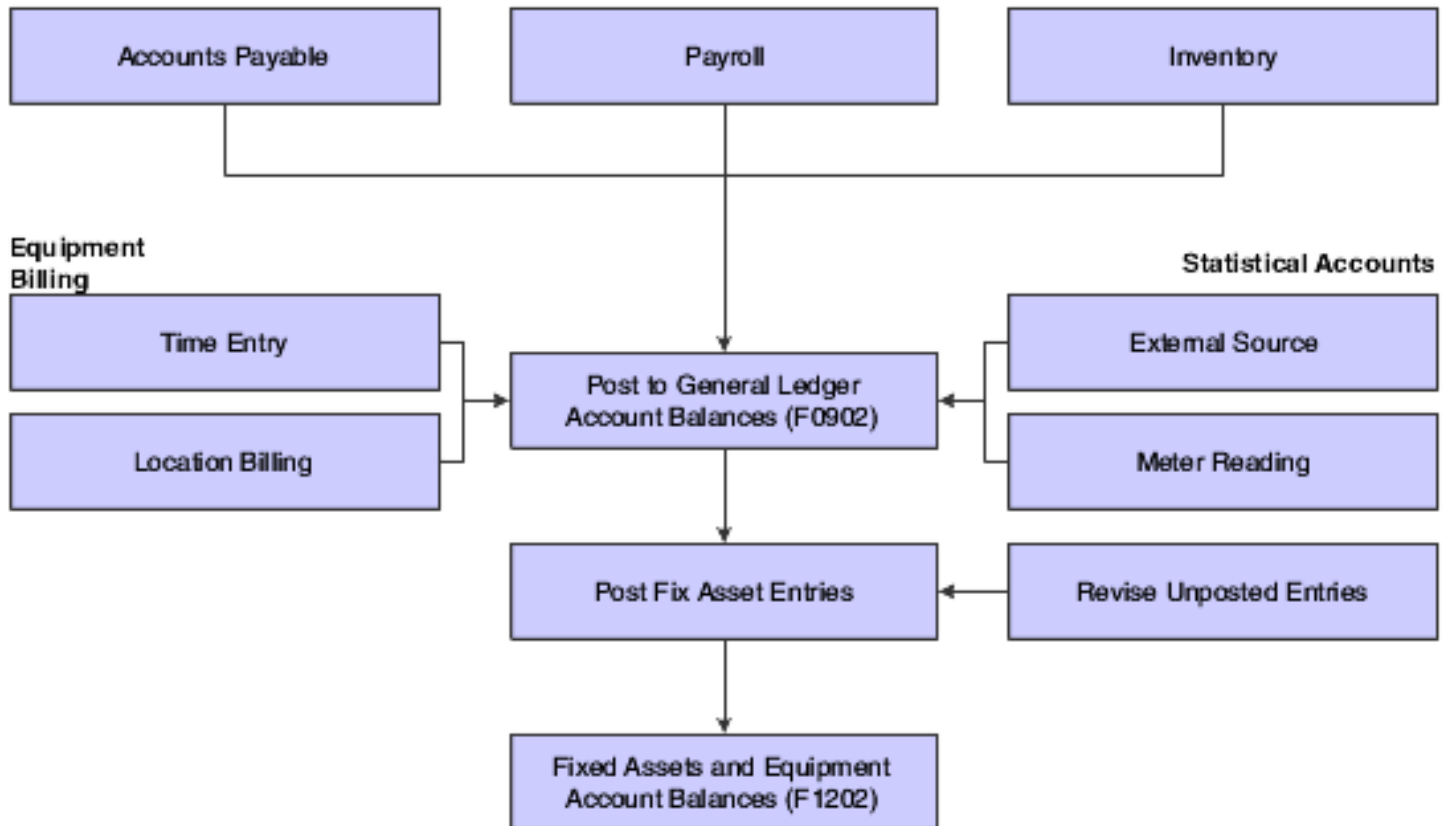 Accounts Payable
Payroll
Inventory
Equipment
Billing
Statistical Accounts
Time Entry
External Source
Post to General Ledger
Account Balances (F0902)
Location Billing
Meter Reading
Post Fix Asset Entries
Revise Unposted Entries
Fixed Assets and Equipment
Account Balances (F1202)